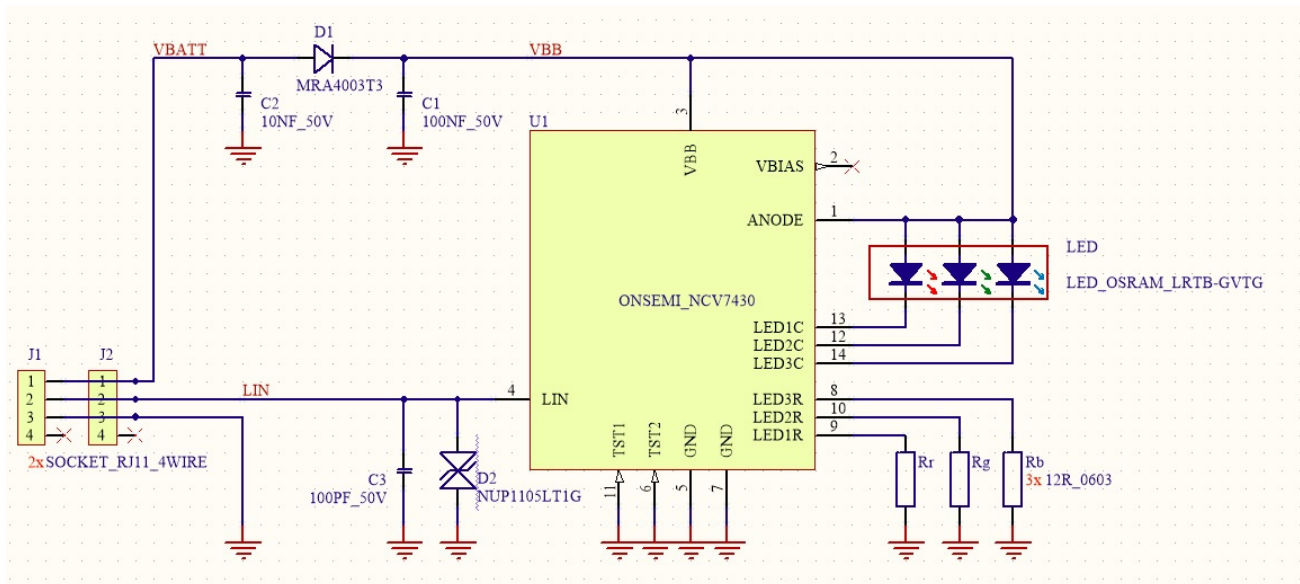 D1
VBATT
VBB
MRA4003T3
C2
10NF_50V
C1
100NF_50V
U1
3
VBB
VBIAS
2
ANODE
1
LED
LED_OSRAM_LRTB-GVTG
ONSEMI_NCV7430
LED1C
13
LED2C
12
LED3C
14
J1
J2
1
2
3
4
1
2
3
4
LIN
4
LIN
LED3R
8
LED2R
10
LED1R
9
2x SOCKET_RJ11_4WIRE
C3
100PF_50V
D2
NUP1105LT1G
TST1
TST2
GND
GND
11
6
5
7
Rr
Rg
Rb
3x 12R_0603